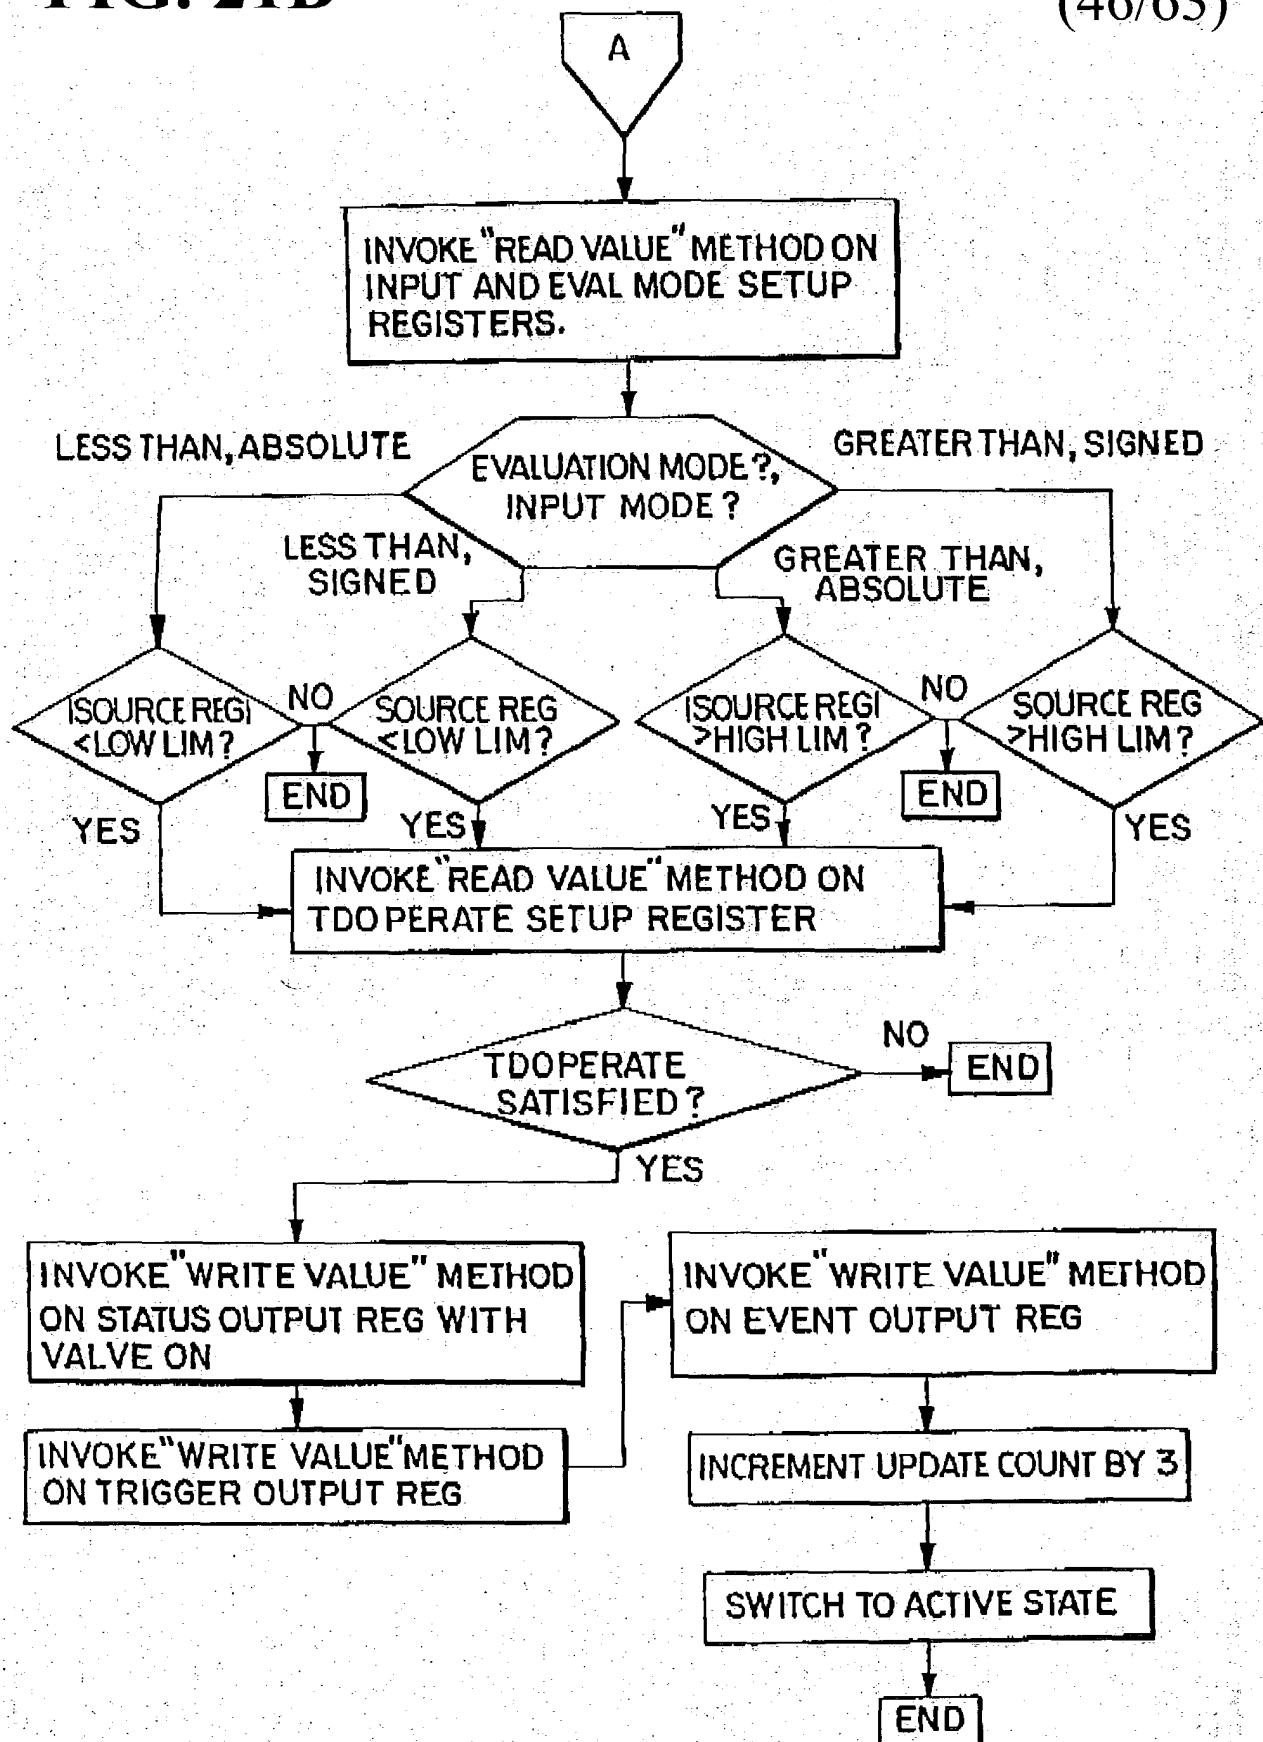 FIG. 21B
(46/63)
A
INVOKE "READ VALUE" METHOD ON
INPUT AND EVAL MODE SETUP
REGISTERS.
LESS THAN, ABSOLUTE
GREATER THAN, SIGNED
EVALUATION MODE?,
INPUT MODE?
LESS THAN,
SIGNED
GREATER THAN,
ABSOLUTE
|SOURCE REG|
<LOW LIM?
NO
SOURCE REG
<LOW LIM?
|SOURCE REG|
>HIGH LIM?
NO
SOURCE REG
>HIGH LIM?
END
END
YES
YES
YES
YES
INVOKE "READ VALUE" METHOD ON
TDOPERATE SETUP REGISTER
TDOPERATE
SATISFIED?
NO
END
YES
INVOKE "WRITE VALUE" METHOD
ON STATUS OUTPUT REG WITH
VALVE ON
INVOKE "WRITE VALUE" METHOD
ON EVENT OUTPUT REG
INVOKE "WRITE VALUE" METHOD
ON TRIGGER OUTPUT REG
INCREMENT UPDATE COUNT BY 3
SWITCH TO ACTIVE STATE
END